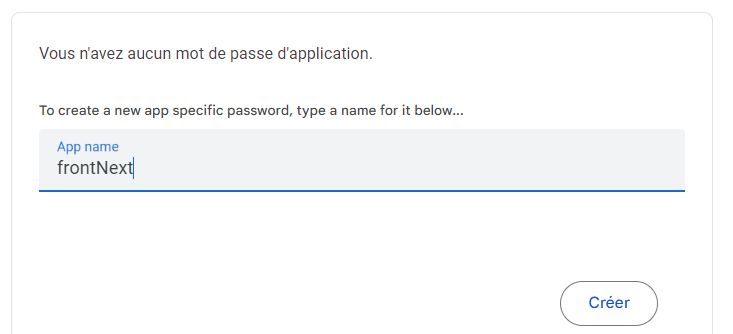 Vous n'avez aucun mot de passe d'application.
To create a new app specific password, type a name for it below...
App name
frontNext
Créer